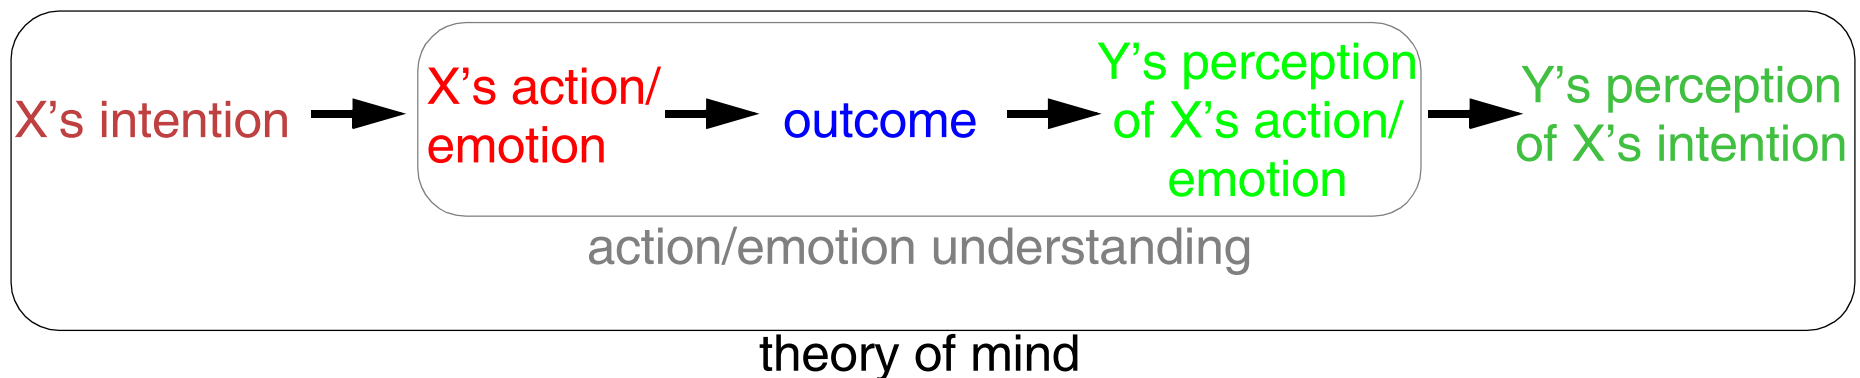 X’s intention
X’s action/
emotion
outcome
Y’s perception
of X’s action/
emotion
Y’s perception
of X’s intention
action/emotion understanding
theory of mind